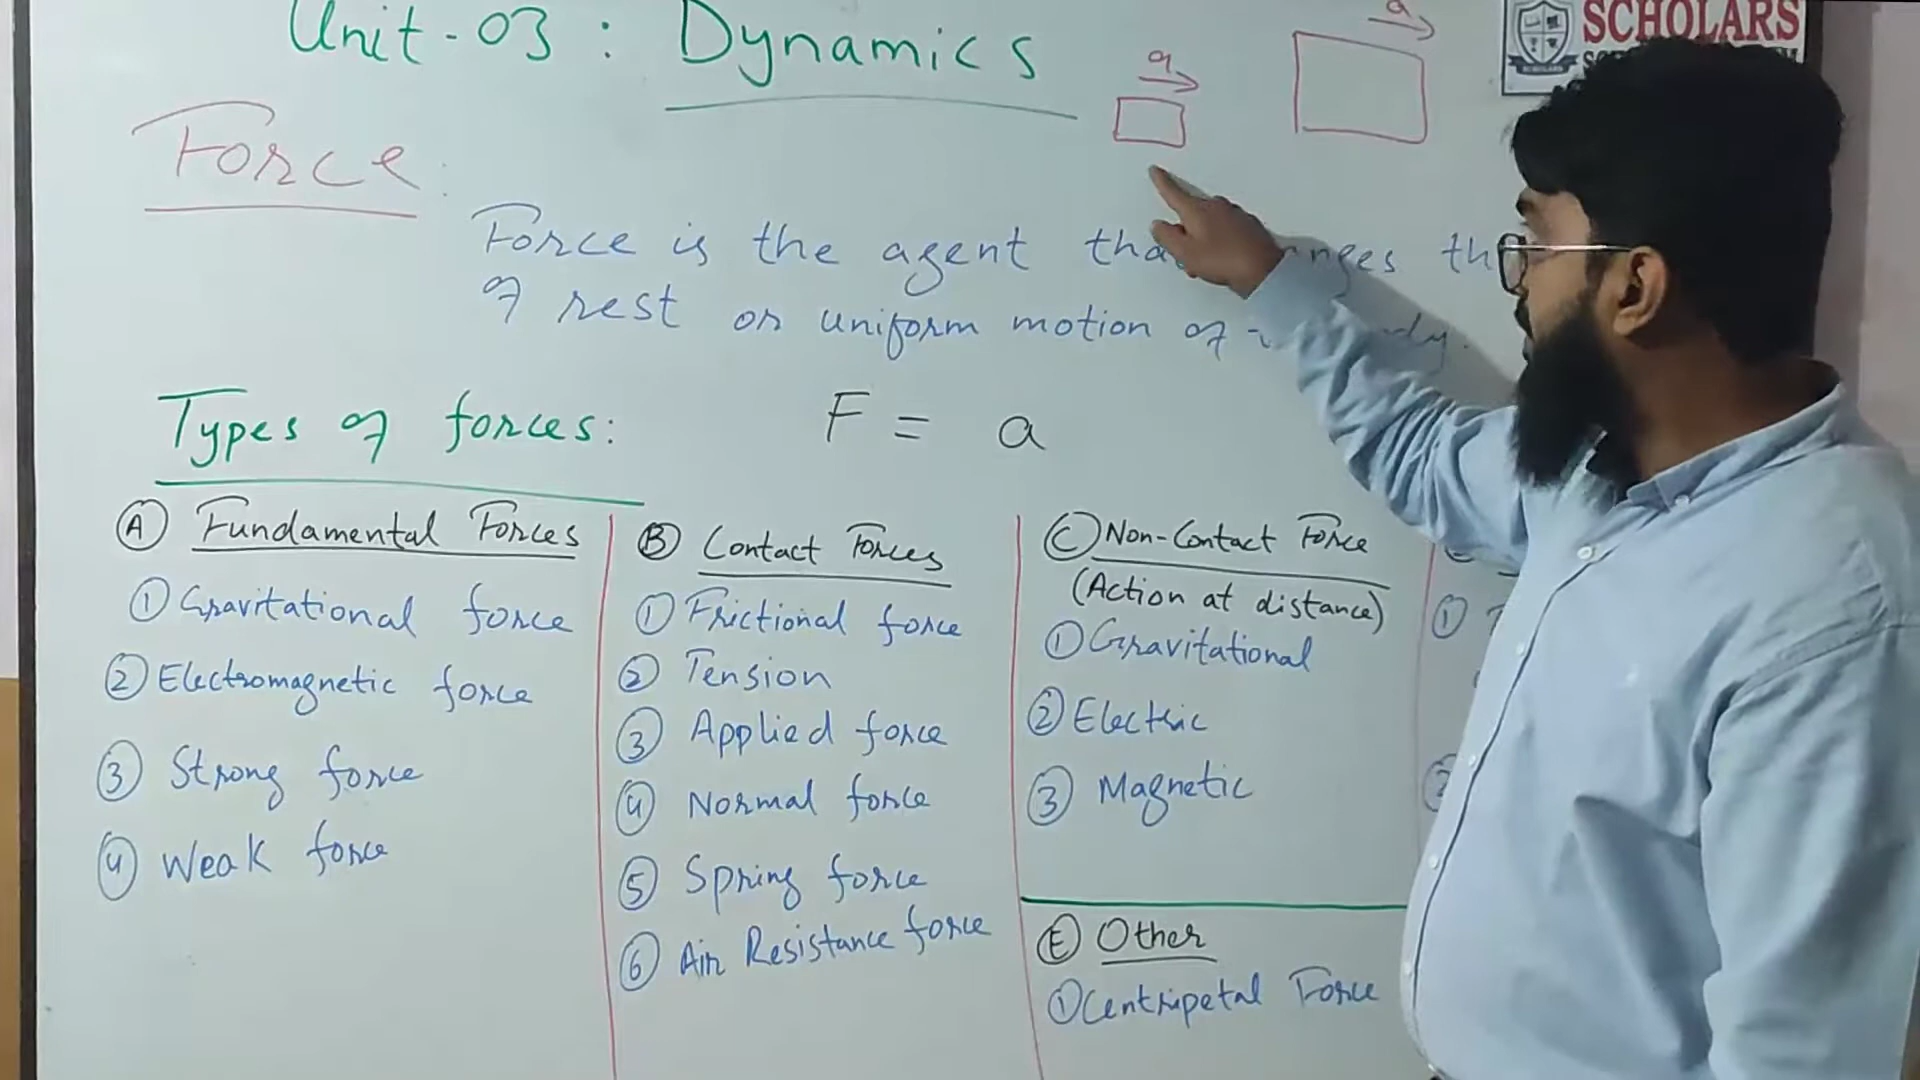 Unit-03 : Dynamics
a
a
SCHOLARS
SCHOLARS
Force :
Force is the agent that changes the
of rest or uniform motion of
Types of forces:
F = a
A Fundamental Forces
1 Gravitational force
2 Electromagnetic force
3 Strong force
4 Weak force
B Contact Forces
1 Frictional force
2 Tension
3 Applied force
4 Normal force
5 Spring force
6 Air Resistance force
C Non-Contact Force
(Action at distance)
1 Gravitational
2 Electric
3 Magnetic
E Other
1 Centripetal Force
1
2